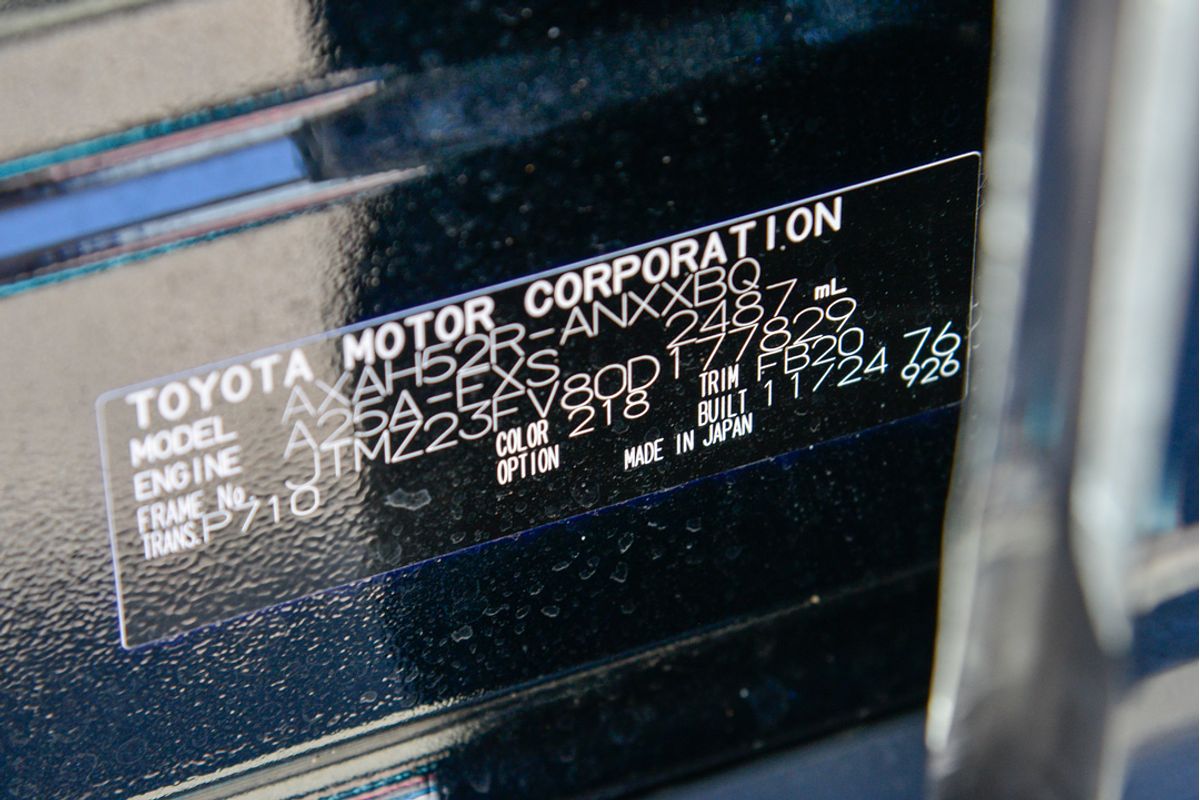 TOYOTA MOTOR CORPORATION
MODEL AXAH52R-ANXXBQ
ENGINE A25A-FXS 2487 mL
FRAME No. JTMZ23FV80D177829
COLOR 218 TRIM FB20 76
TRANS. P710 OPTION BUILT 11/24 926
MADE IN JAPAN